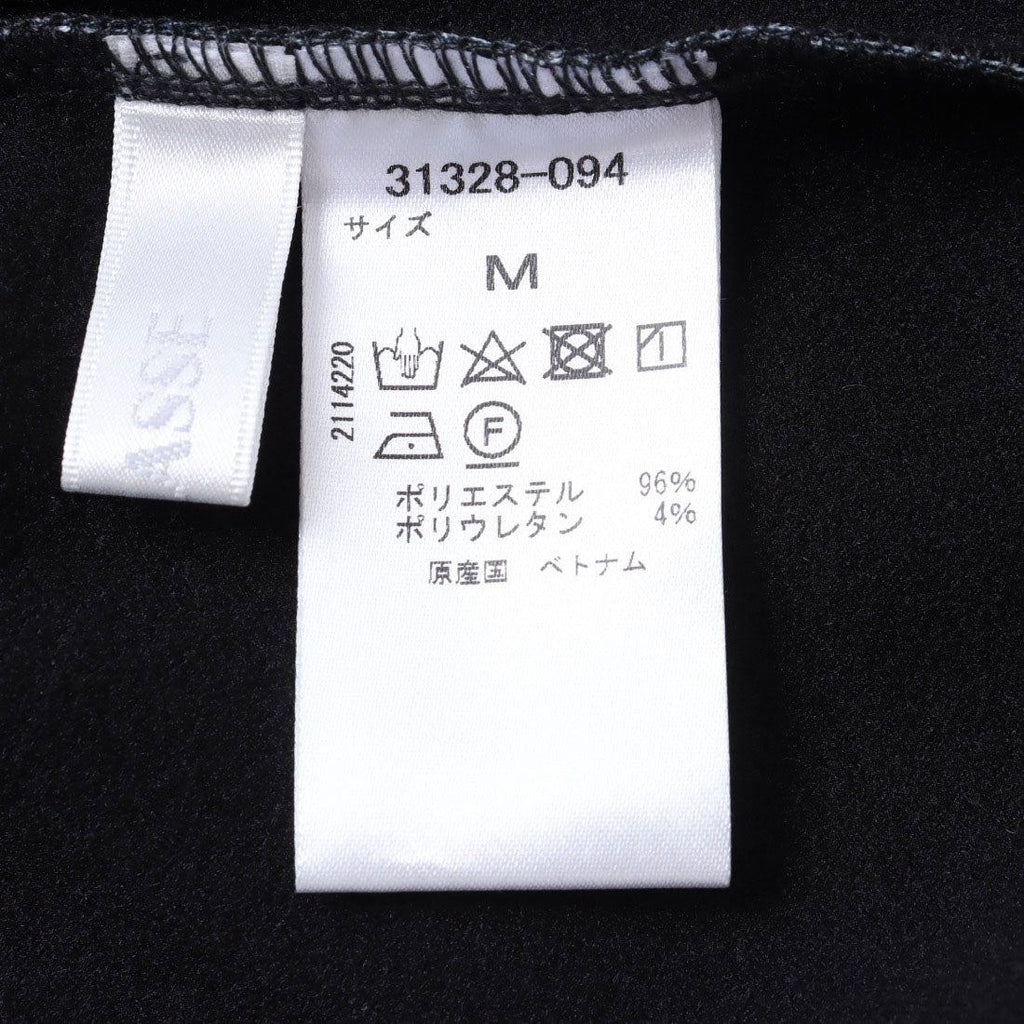 31328-094
サイズ
M
2114220
F
ポリエステル 96%
ポリウレタン 4%
原産国 ベトナム
ASSE